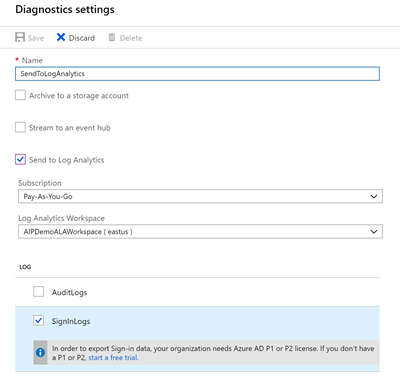 Diagnostics settings
Save Discard Delete
* Name
SendToLogAnalytics
Archive to a storage account
Stream to an event hub
Send to Log Analytics
Subscription
Pay-As-You-Go
Log Analytics Workspace
AIPDemoALAWorkspace ( eastus )
LOG
AuditLogs
SignInLogs
In order to export Sign-in data, your organization needs Azure AD P1 or P2 license. If you don't
have a P1 or P2, start a free trial.